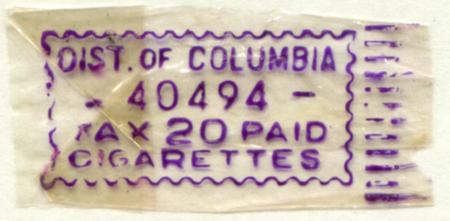 DIST. OF COLUMBIA
- 40494 -
TAX 20 PAID
CIGARETTES